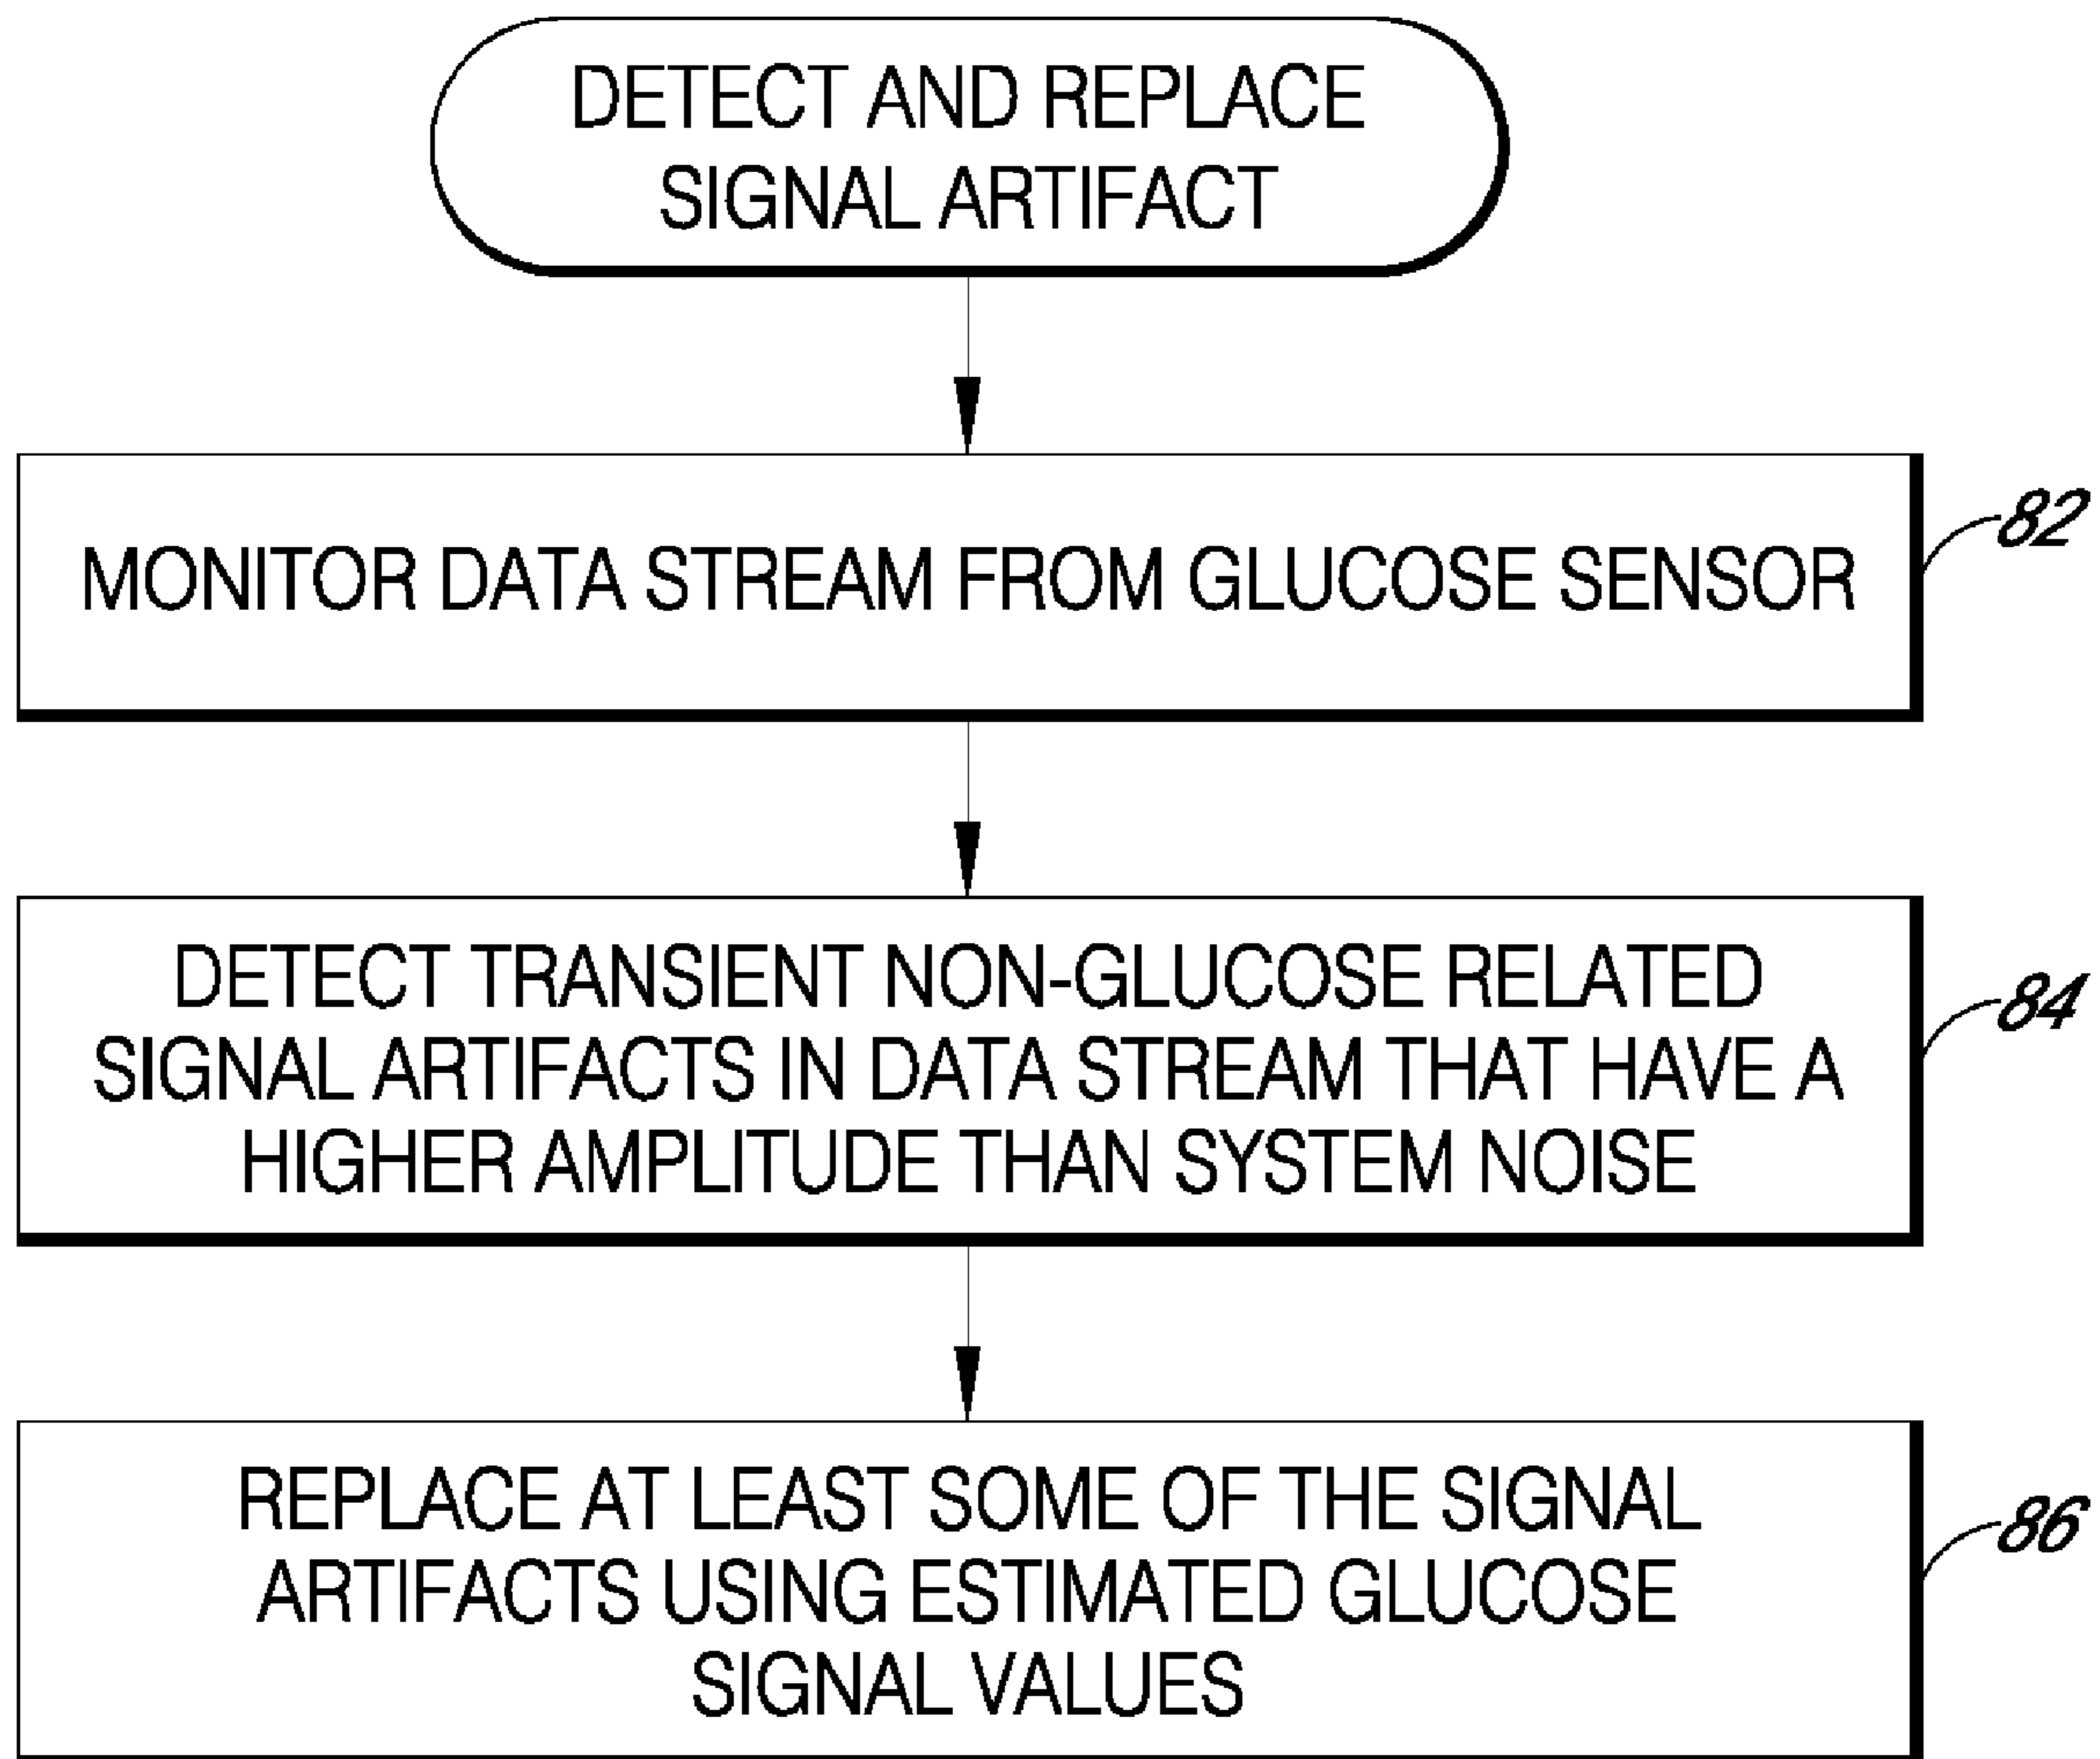 DETECT AND REPLACE
SIGNAL ARTIFACT
MONITOR DATA STREAM FROM GLUCOSE SENSOR
82
DETECT TRANSIENT NON-GLUCOSE RELATED
SIGNAL ARTIFACTS IN DATA STREAM THAT HAVE A
HIGHER AMPLITUDE THAN SYSTEM NOISE
84
REPLACE AT LEAST SOME OF THE SIGNAL
ARTIFACTS USING ESTIMATED GLUCOSE
SIGNAL VALUES
86